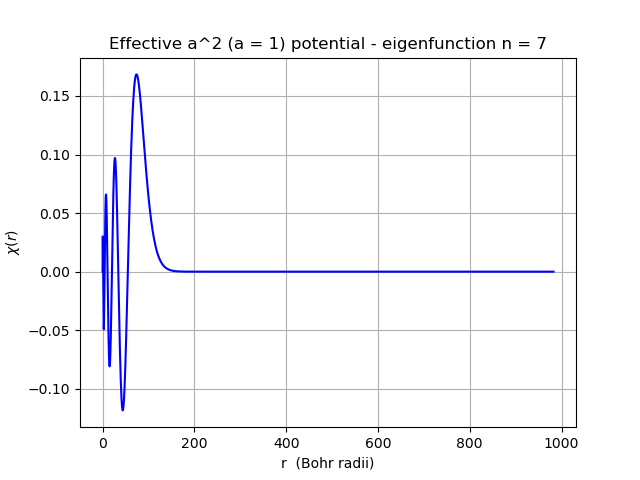 Effective a^2 (a = 1) potential - eigenfunction n = 7
0.15
0.10
0.05
0.00
−0.05
−0.10
χ(r)
0 200 400 600 800 1000
r (Bohr radii)